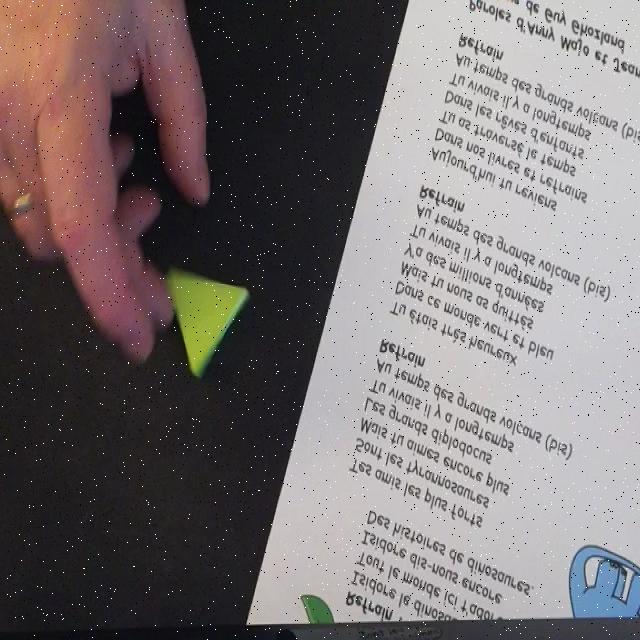 Refrain
Isidore le dinos
Tout le monde ici t'ador
Isidore dis-nous encore
Des histoires de dinosaures.
Tes amis les plus forts
Sont les tyrannosaures
Mais tu aimes encore plus
Les grands diplodocus
Tu vivais il y a longtemps
Au temps des grands volcans (bis)
Refrain
Tu étais très heureux
Dans ce monde vert et bleu
Mais tu nous as quittés
Y'a des millions d'années
Tu vivais il y a longtemps
Au temps des grands volcans (bis)
Refrain
Aujourd'hui tu reviens
Dans nos livres et refrains
Tu as traversé le temps
Dans les rêves d'enfants
Tu vivais il y a longtemps
Au temps des grands volcans (bis
Refrain
Paroles d'Anny Majo et Jean
de Guy Ghozland